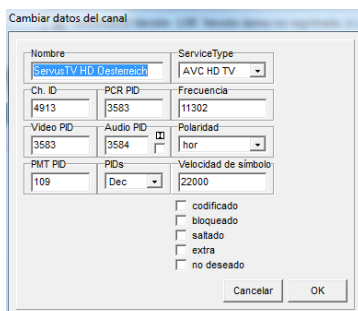 Cambiar datos del canal
Nombre ServiceType
ServusTV HD Oesterreich AVC HD TV
Ch. ID PCR PID Frecuencia
4913 3583 11302
Video PID Audio PID Polaridad
3583 3584 hor
PMT PID PIDs Velocidad de símbolo
109 Dec 22000
codificado
bloqueado
saltado
extra
no deseado
Cancelar OK